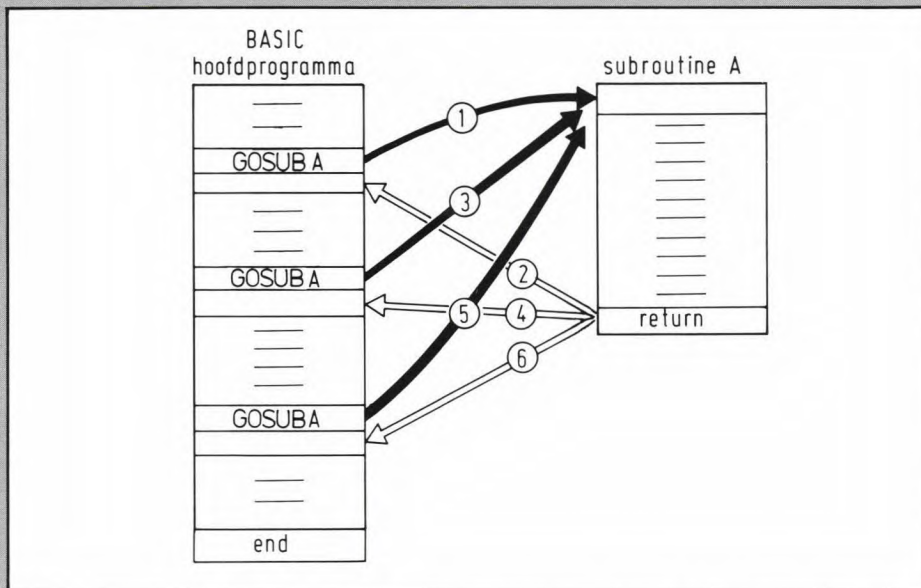 BASIC
hoofdprogramma
GOSUB A
GOSUB A
GOSUB A
end
subroutine A
return
1
3
2
5
4
6